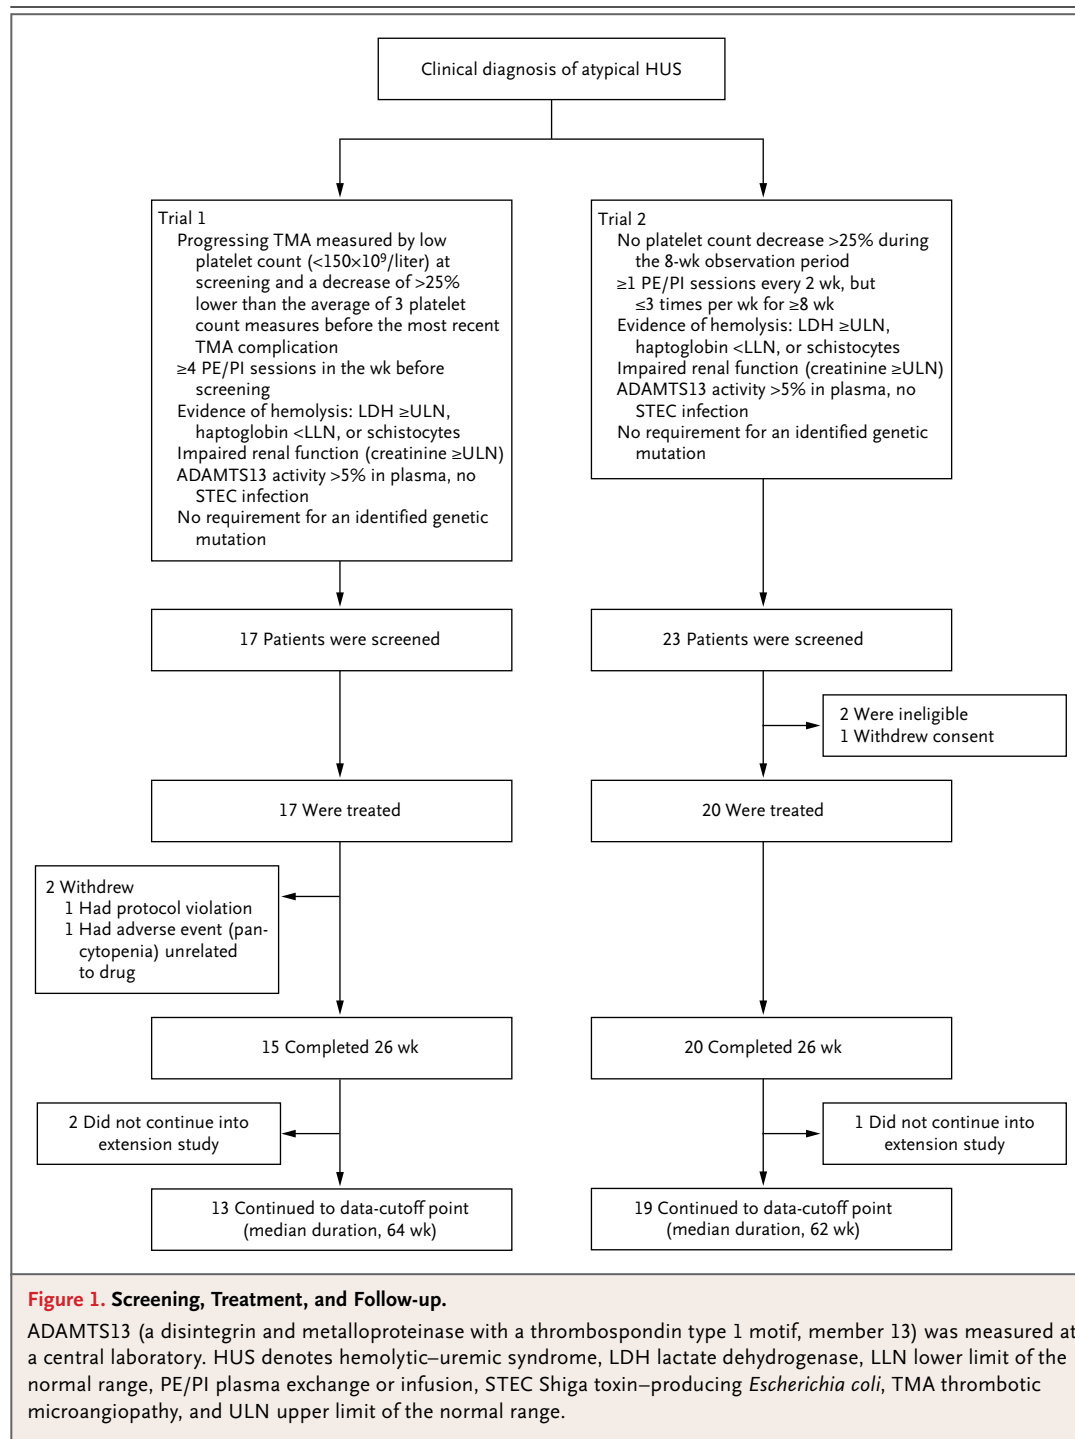 Clinical diagnosis of atypical HUS
Trial 1
Progressing TMA measured by low
platelet count (<150×10⁹/liter) at
screening and a decrease of >25%
lower than the average of 3 platelet
count measures before the most recent
TMA complication
≥4 PE/PI sessions in the wk before
screening
Evidence of hemolysis: LDH ≥ULN,
haptoglobin <LLN, or schistocytes
Impaired renal function (creatinine ≥ULN)
ADAMTS13 activity >5% in plasma, no
STEC infection
No requirement for an identified genetic
mutation
Trial 2
No platelet count decrease >25% during
the 8-wk observation period
≥1 PE/PI sessions every 2 wk, but
≤3 times per wk for ≥8 wk
Evidence of hemolysis: LDH ≥ULN,
haptoglobin <LLN, or schistocytes
Impaired renal function (creatinine ≥ULN)
ADAMTS13 activity >5% in plasma, no
STEC infection
No requirement for an identified genetic
mutation
17 Patients were screened
23 Patients were screened
2 Were ineligible
1 Withdrew consent
17 Were treated
20 Were treated
2 Withdrew
1 Had protocol violation
1 Had adverse event (pan-
cytopenia) unrelated
to drug
15 Completed 26 wk
20 Completed 26 wk
2 Did not continue into
extension study
1 Did not continue into
extension study
13 Continued to data-cutoff point
(median duration, 64 wk)
19 Continued to data-cutoff point
(median duration, 62 wk)
Figure 1. Screening, Treatment, and Follow-up.
ADAMTS13 (a disintegrin and metalloproteinase with a thrombospondin type 1 motif, member 13) was measured at
a central laboratory. HUS denotes hemolytic–uremic syndrome, LDH lactate dehydrogenase, LLN lower limit of the
normal range, PE/PI plasma exchange or infusion, STEC Shiga toxin–producing Escherichia coli, TMA thrombotic
microangiopathy, and ULN upper limit of the normal range.